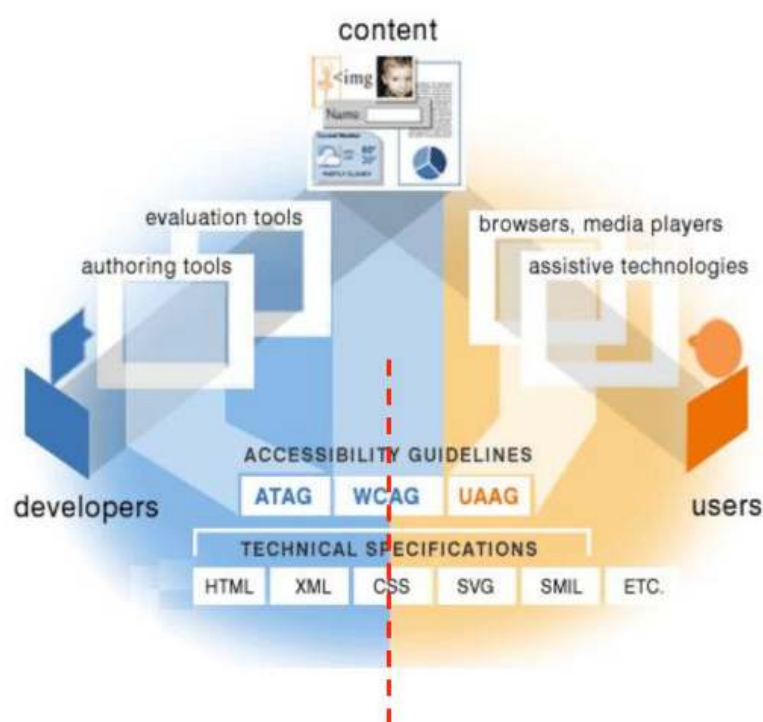 content
<img
Name:
evaluation tools
authoring tools
browsers, media players
assistive technologies
developers
users
ACCESSIBILITY GUIDELINES
ATAG WCAG UAAG
TECHNICAL SPECIFICATIONS
HTML XML CSS SVG SMIL ETC.